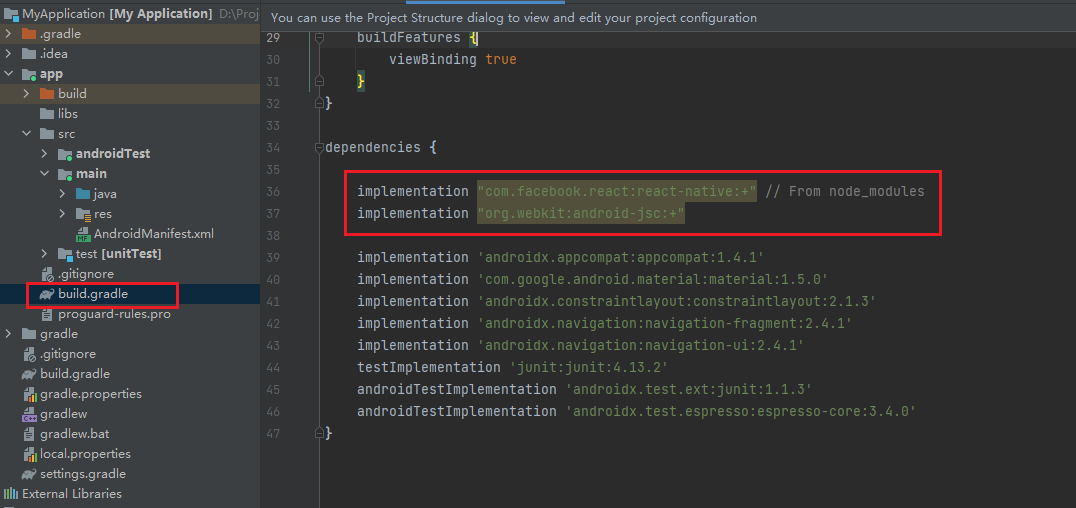 MyApplication [My Application] D:\Proj
.gradle
.idea
app
build
libs
src
androidTest
main
java
res
AndroidManifest.xml
test [unitTest]
.gitignore
build.gradle
proguard-rules.pro
gradle
.gitignore
build.gradle
gradle.properties
gradlew
gradlew.bat
local.properties
settings.gradle
External Libraries
You can use the Project Structure dialog to view and edit your project configuration
29 buildFeatures {
30 viewBinding true
31 }
32 }
33
34 dependencies {
35
36 implementation "com.facebook.react:react-native:+" // From node_modules
37 implementation "org.webkit:android-jsc:+"
38
39 implementation 'androidx.appcompat:appcompat:1.4.1'
40 implementation 'com.google.android.material:material:1.5.0'
41 implementation 'androidx.constraintlayout:constraintlayout:2.1.3'
42 implementation 'androidx.navigation:navigation-fragment:2.4.1'
43 implementation 'androidx.navigation:navigation-ui:2.4.1'
44 testImplementation 'junit:junit:4.13.2'
45 androidTestImplementation 'androidx.test.ext:junit:1.1.3'
46 androidTestImplementation 'androidx.test.espresso:espresso-core:3.4.0'
47 }